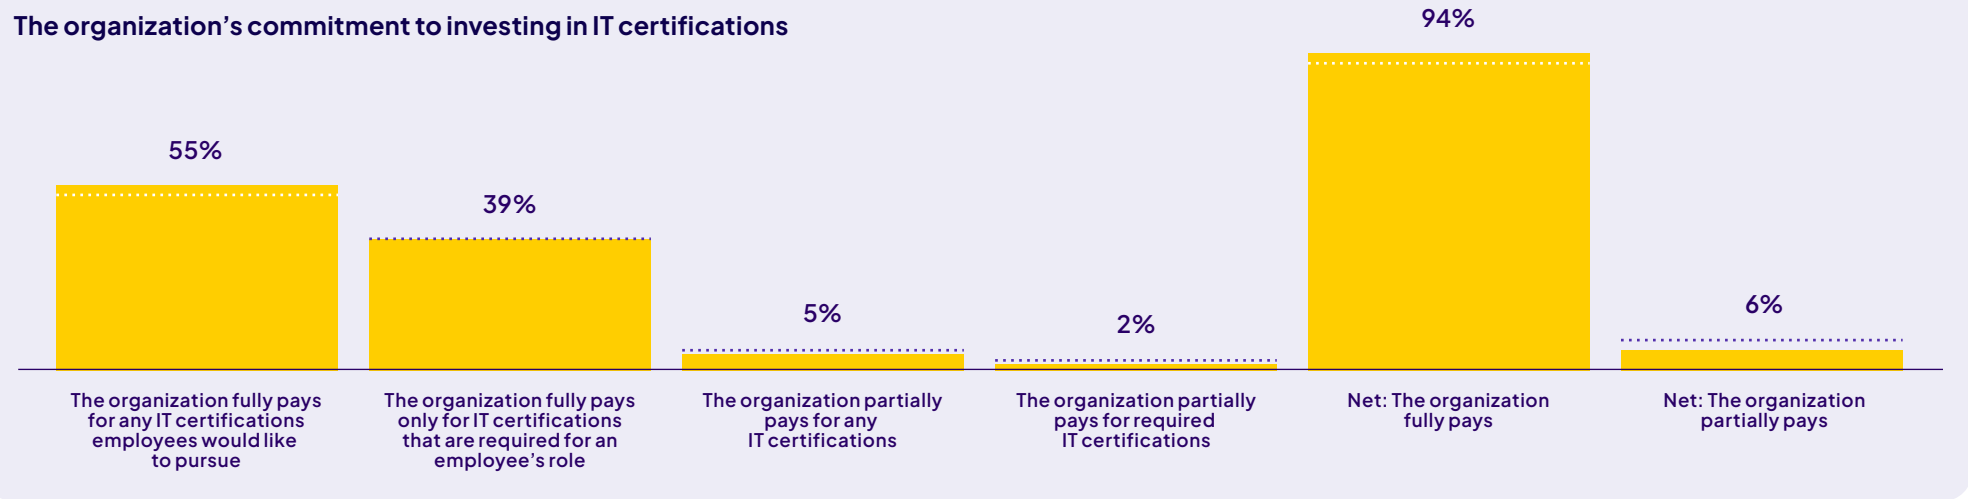 The organization’s commitment to investing in IT certifications
94%
55%
39%
5%
2%
6%
The organization fully pays
for any IT certifications
employees would like
to pursue
The organization fully pays
only for IT certifications
that are required for an
employee’s role
The organization partially
pays for any
IT certifications
The organization partially
pays for required
IT certifications
Net: The organization
fully pays
Net: The organization
partially pays